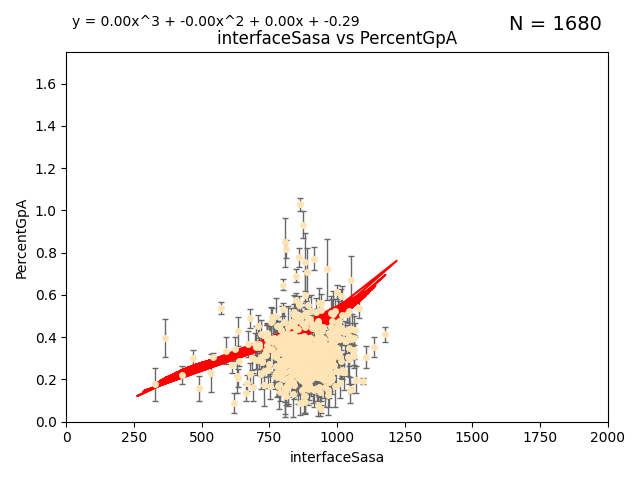 y = 0.00x^3 + -0.00x^2 + 0.00x + -0.29
N = 1680
interfaceSasa vs PercentGpA
PercentGpA
1.6
1.4
1.2
1.0
0.8
0.6
0.4
0.2
0.0
0 250 500 750 1000 1250 1500 1750 2000
interfaceSasa